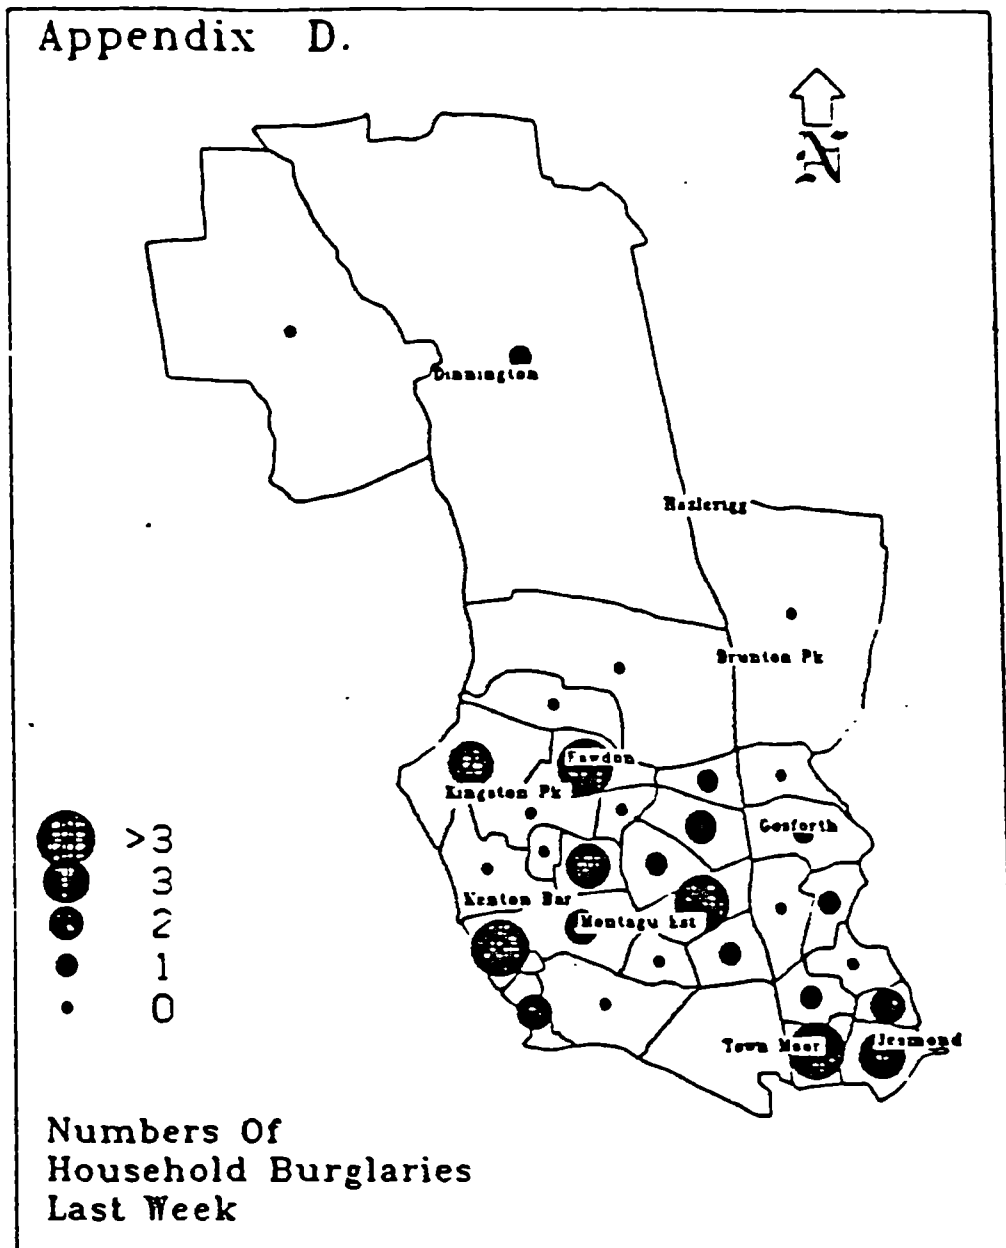 Appendix D.
N
Dinnington
Hazlerigg
Brunton Pk
Fawdon
Kingston Pk
Gosforth
Kenton Bar
Montagu Est
Town Moor
Jesmond
>3
3
2
1
0
Numbers Of
Household Burglaries
Last Week